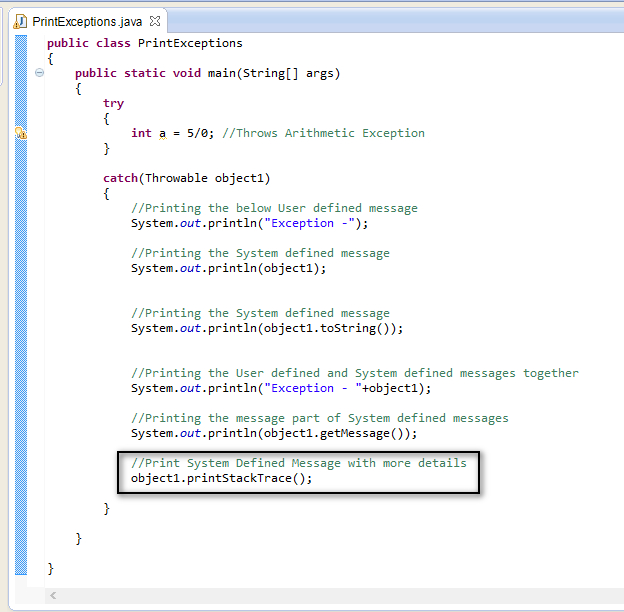 PrintExceptions.java
public class PrintExceptions
{
public static void main(String[] args)
{
try
{
int a = 5/0; //Throws Arithmetic Exception
}
catch(Throwable object1)
{
//Printing the below User defined message
System.out.println("Exception -");
//Printing the System defined message
System.out.println(object1);
//Printing the System defined message
System.out.println(object1.toString());
//Printing the User defined and System defined messages together
System.out.println("Exception - "+object1);
//Printing the message part of System defined messages
System.out.println(object1.getMessage());
//Print System Defined Message with more details
object1.printStackTrace();
}
}
}